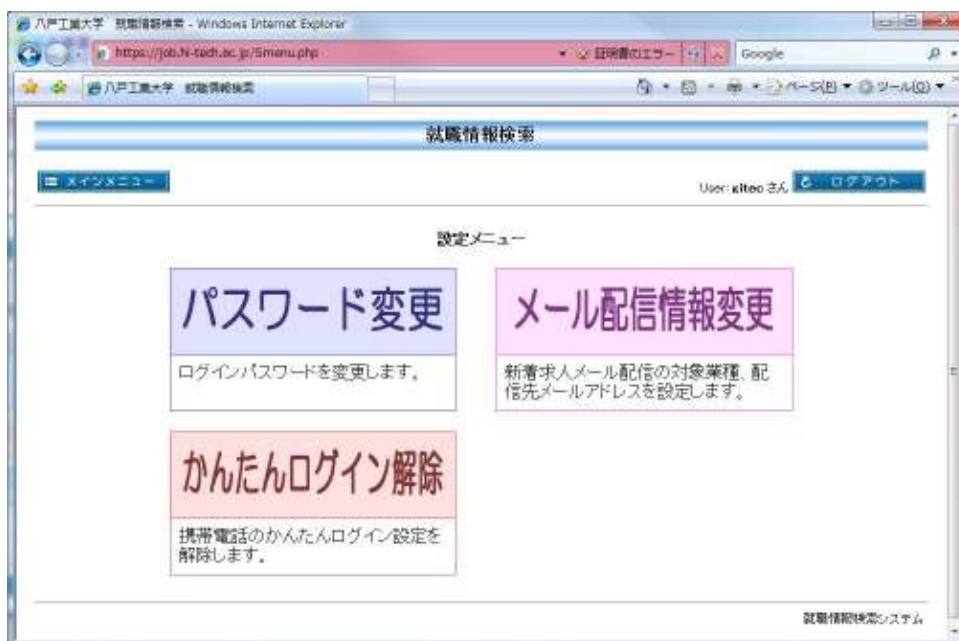 八戸工業大学 就職情報検索 - Windows Internet Explorer
https://job.hi-tech.ac.jp/Smenu.php
証明書のエラー
Google
八戸工業大学 就職情報検索
ページ(P)
ツール(O)
就職情報検索
メインメニュー
User: さん
ログアウト
設定メニュー
パスワード変更
メール配信情報変更
ログインパスワードを変更します。
新着求人メール配信の対象業種、配
信先メールアドレスを設定します。
かんたんログイン解除
携帯電話のかんたんログイン設定を
解除します。
就職情報検索システム